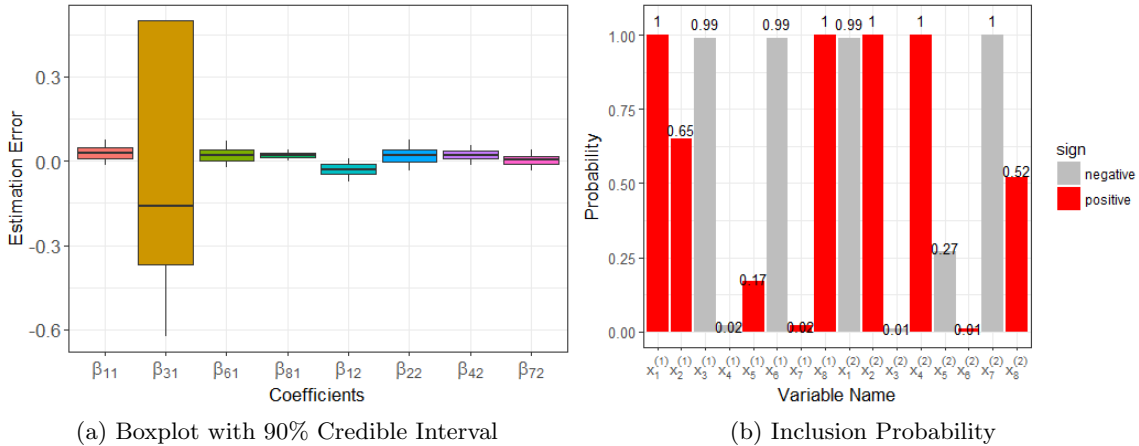 0.3
0.0
-0.3
-0.6
Estimation Error
β11 β31 β61 β81 β12 β22 β42 β72
Coefficients
(a) Boxplot with 90% Credible Interval
1.00
0.75
0.50
0.25
0.00
Probability
1 0.65 0.99 0.02 0.17 0.99 0.02 1 0.99 1 0.01 1 0.27 0.01 1 0.52
x1(1) x2(1) x3(1) x4(1) x5(1) x6(1) x7(1) x8(1) x1(2) x2(2) x3(2) x4(2) x5(2) x6(2) x7(2) x8(2)
Variable Name
sign
negative
positive
(b) Inclusion Probability